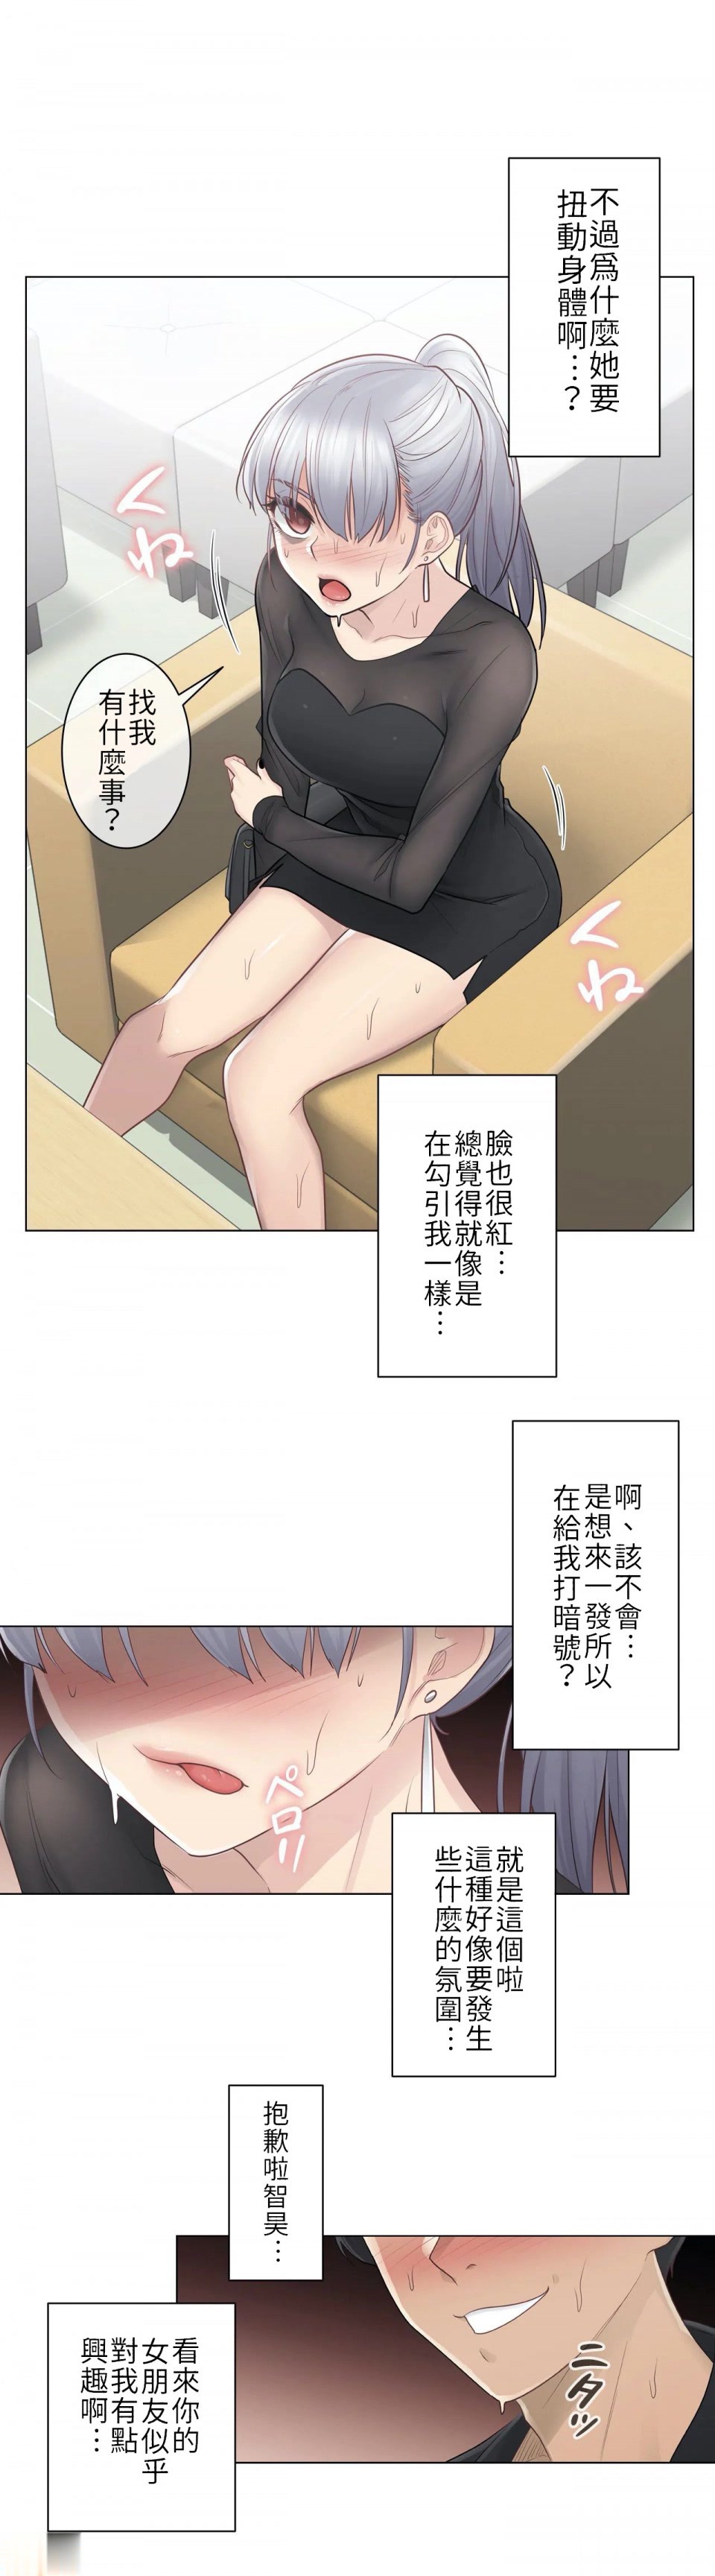 不過爲什麼她要
扭動身體啊…？
くね
找我
有什麼事？
くね
臉也很紅…
總覺得就像是
在勾引我一樣…
啊、該不會…
是想來一發所以
在給我打暗號？
ペロリ
就是這個啦
這種好像要發生
些什麼的氛圍…
抱歉啦智昊…
ニタッ
看來你的
女朋友似乎
對我有點
興趣啊…